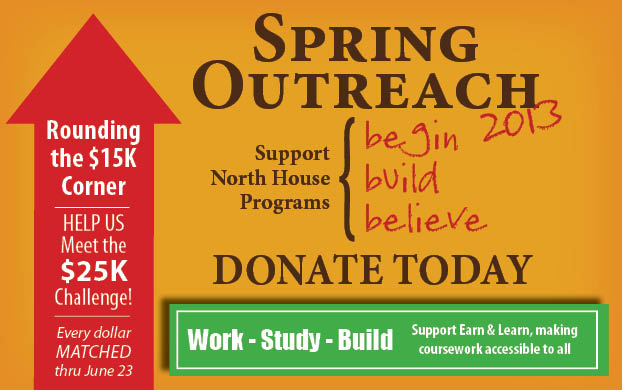 Rounding
the $15K
Corner
HELP US
Meet the
$25K
Challenge!
Every dollar
MATCHED
thru June 23
SPRING
OUTREACH
2013
Support
North House
Programs
begin
build
believe
DONATE TODAY
Work - Study - Build
Support Earn & Learn, making
coursework accessible to all